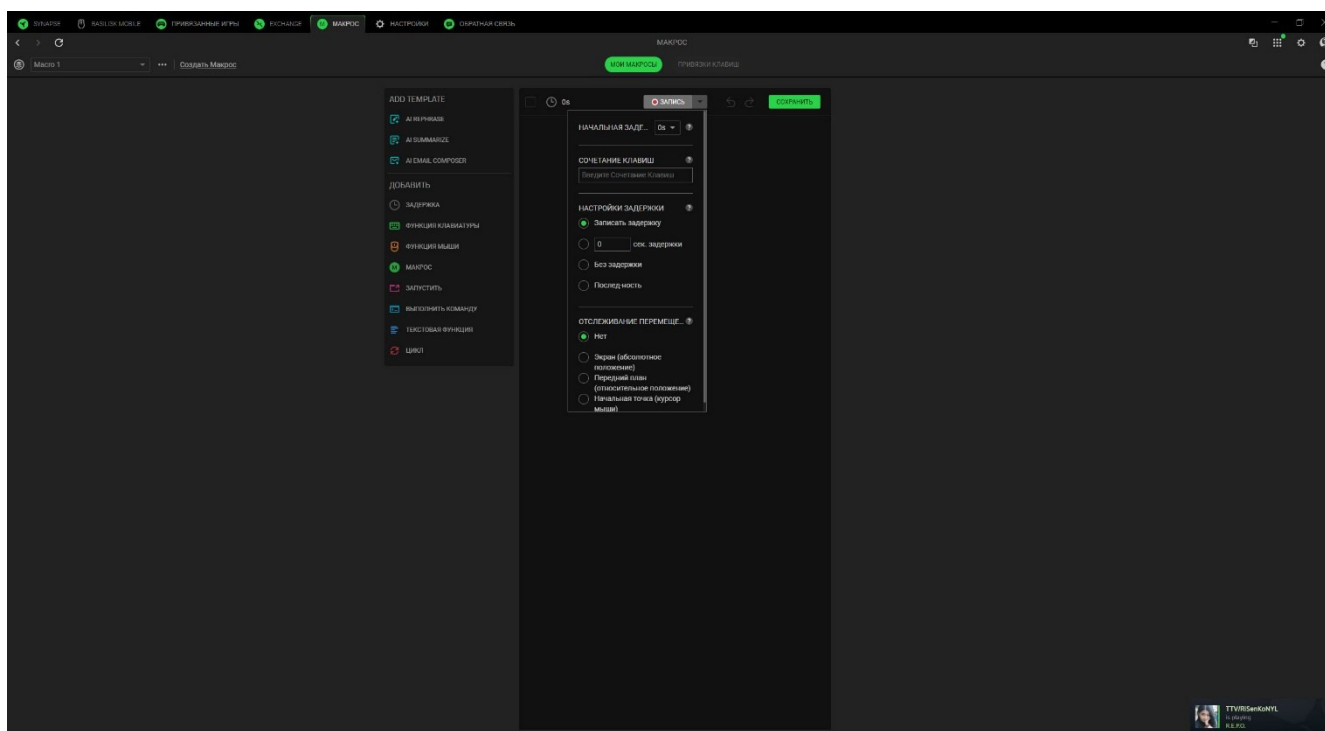 SYNAPSE BASILISK MOBILE ПРИВЯЗАННЫЕ ИГРЫ EXCHANGE МАКРОС НАСТРОЙКИ ОБРАТНАЯ СВЯЗЬ
МАКРОС
Macro 1 Создать Макрос МОИ МАКРОСЫ ПРИВЯЗКИ КЛАВИШ
ADD TEMPLATE
AI REPHRASE
AI SUMMARIZE
AI EMAIL COMPOSER
ДОБАВИТЬ
ЗАДЕРЖКА
ФУНКЦИЯ КЛАВИАТУРЫ
ФУНКЦИЯ МЫШИ
МАКРОС
ЗАПУСТИТЬ
ВЫПОЛНИТЬ КОМАНДУ
ТЕКСТОВАЯ ФУНКЦИЯ
ЦИКЛ
0s ЗАПИСЬ СОХРАНИТЬ
НАЧАЛЬНАЯ ЗАДЕ... 0s
СОЧЕТАНИЕ КЛАВИШ
Введите Сочетание Клавиш
НАСТРОЙКИ ЗАДЕРЖКИ
Записать задержку
0 сек. задержки
Без задержки
Послед-ность
ОТСЛЕЖИВАНИЕ ПЕРЕМЕЩЕ...
Нет
Экран (абсолютное
положение)
Передний план
(относительное положение)
Начальная точка (курсор
мыши)
TTV/RISenKoNYL
is playing
R.E.P.O.